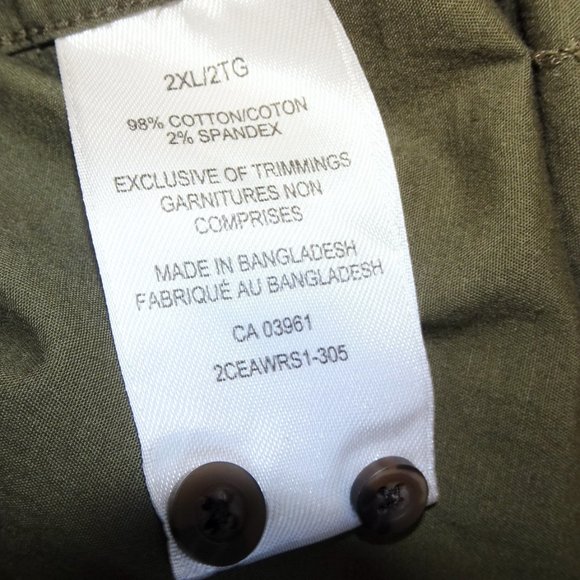 2XL/2TG
98% COTTON/COTON
2% SPANDEX
EXCLUSIVE OF TRIMMINGS
GARNITURES NON
COMPRISES
MADE IN BANGLADESH
FABRIQUÉ AU BANGLADESH
CA 03961
2CEAWRS1-305